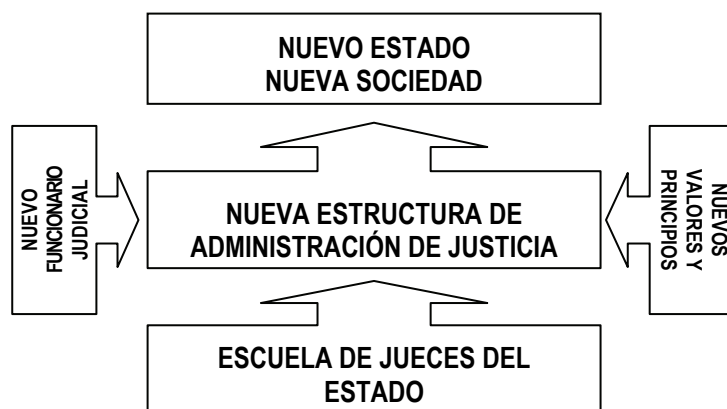 NUEVO ESTADO
NUEVA SOCIEDAD
NUEVO
FUNCIONARIO
JUDICIAL
NUEVA ESTRUCTURA DE
ADMINISTRACIÓN DE JUSTICIA
NUEVOS
VALORES Y
PRINCIPIOS
ESCUELA DE JUECES DEL
ESTADO